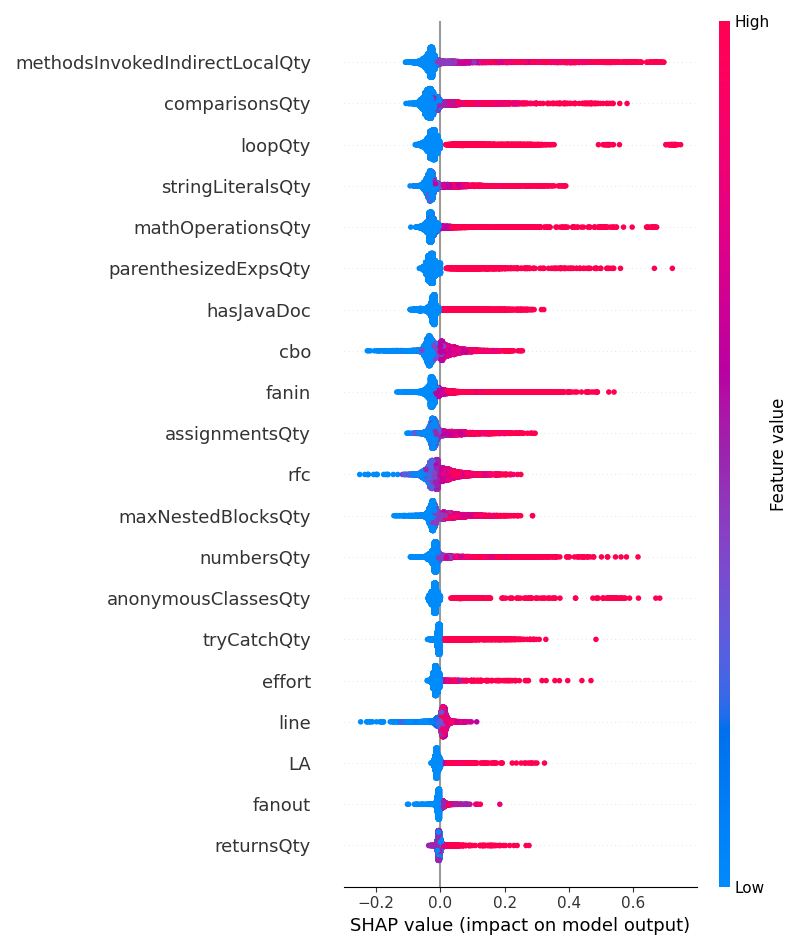 High
methodsInvokedIndirectLocalQty
comparisonsQty
loopQty
stringLiteralsQty
mathOperationsQty
parenthesizedExpsQty
hasJavaDoc
cbo
fanin
assignmentsQty
rfc
maxNestedBlocksQty
numbersQty
anonymousClassesQty
tryCatchQty
effort
line
LA
fanout
returnsQty
Feature value
Low
−0.2 0.0 0.2 0.4 0.6
SHAP value (impact on model output)